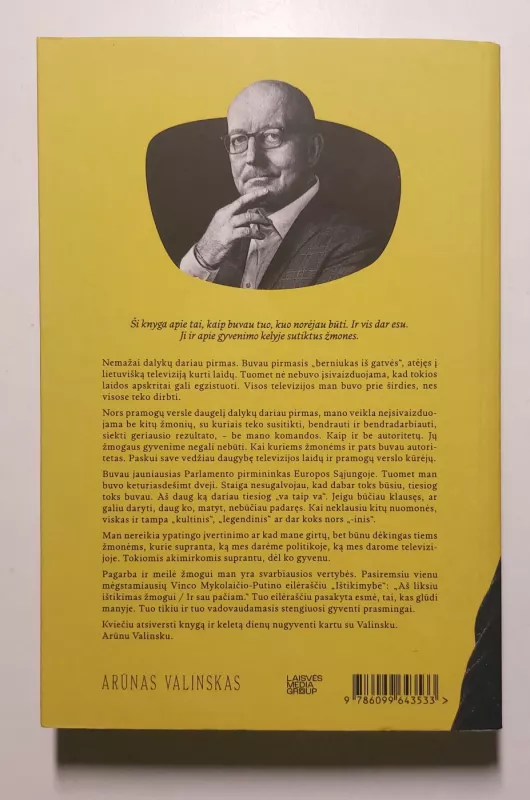 Ši knyga apie tai, kaip buvau tuo, kuo norėjau būti. Ir vis dar esu.
Ji ir apie gyvenimo kelyje sutiktus žmones.
Nemažai dalykų dariau pirmas. Buvau pirmasis „berniukas iš gatvės“, atėjęs į
lietuvišką televiziją kurti laidų. Tuomet nė nebuvo įsivaizduojama, kad tokios
laidos apskritai gali egzistuoti. Visos televizijos man buvo prie širdies, nes
visose teko dirbti.
Nors pramogų versle daugelį dalykų dariau pirmas, mano veikla neįsivaizduo-
jama be kitų žmonių, su kuriais teko susitikti, bendrauti ir bendradarbiauti,
siekti geriausio rezultato, – be mano komandos. Kaip ir be autoritetų. Jų
žmogaus gyvenime negali nebūti. Kai kuriems žmonėms ir pats buvau autori-
tetas. Paskui save vedžiau daugybę televizijos laidų ir pramogų verslo kūrėjų.
Buvau jauniausias Parlamento pirmininkas Europos Sąjungoje. Tuomet man
buvo keturiasdešimt dveji. Staiga nesugalvojau, kad dabar toks būsiu, tiesiog
toks buvau. Aš daug ką dariau tiesiog „va taip va“. Jeigu būčiau klausęs, ar
galiu daryti, daug ko, matyt, nebūčiau padaręs. Kai neklausiu kitų nuomonės,
viskas ir tampa „kultinis“, „legendinis“ ar dar koks nors „-inis“.
Man nereikia ypatingo įvertinimo ar kad mane girtų, bet būnu dėkingas tiems
žmonėms, kurie supranta, ką mes darėme politikoje, ką mes darome televizi-
joje. Tokiomis akimirkomis suprantu, dėl ko gyvenu.
Pagarba ir meilė žmogui man yra svarbiausios vertybės. Pasiremsiu vienu
mėgstamiausių Vinco Mykolaičio-Putino eilėraščiu „Ištikimybė“: „Aš liksiu
ištikimas žmogui / Ir sau pačiam.“ Tuo eilėraščiu pasakyta esmė, tai, kas glūdi
manyje. Tuo tikiu ir tuo vadovaudamasis stengiuosi gyventi prasmingai.
Kviečiu atsiversti knygą ir keletą dienų nugyventi kartu su Valinsku.
Arūnu Valinsku.
ARŪNAS VALINSKAS
LAISVĖS
MEDIA
GROUP
9 786099 643533 >